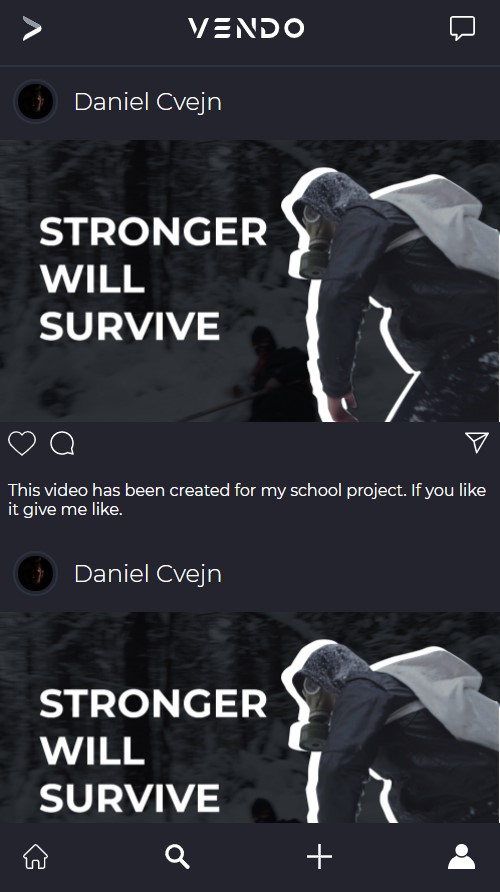 VENDO
Daniel Cvejn
STRONGER
WILL
SURVIVE
This video has been created for my school project. If you like
it give me like.
Daniel Cvejn
STRONGER
WILL
SURVIVE